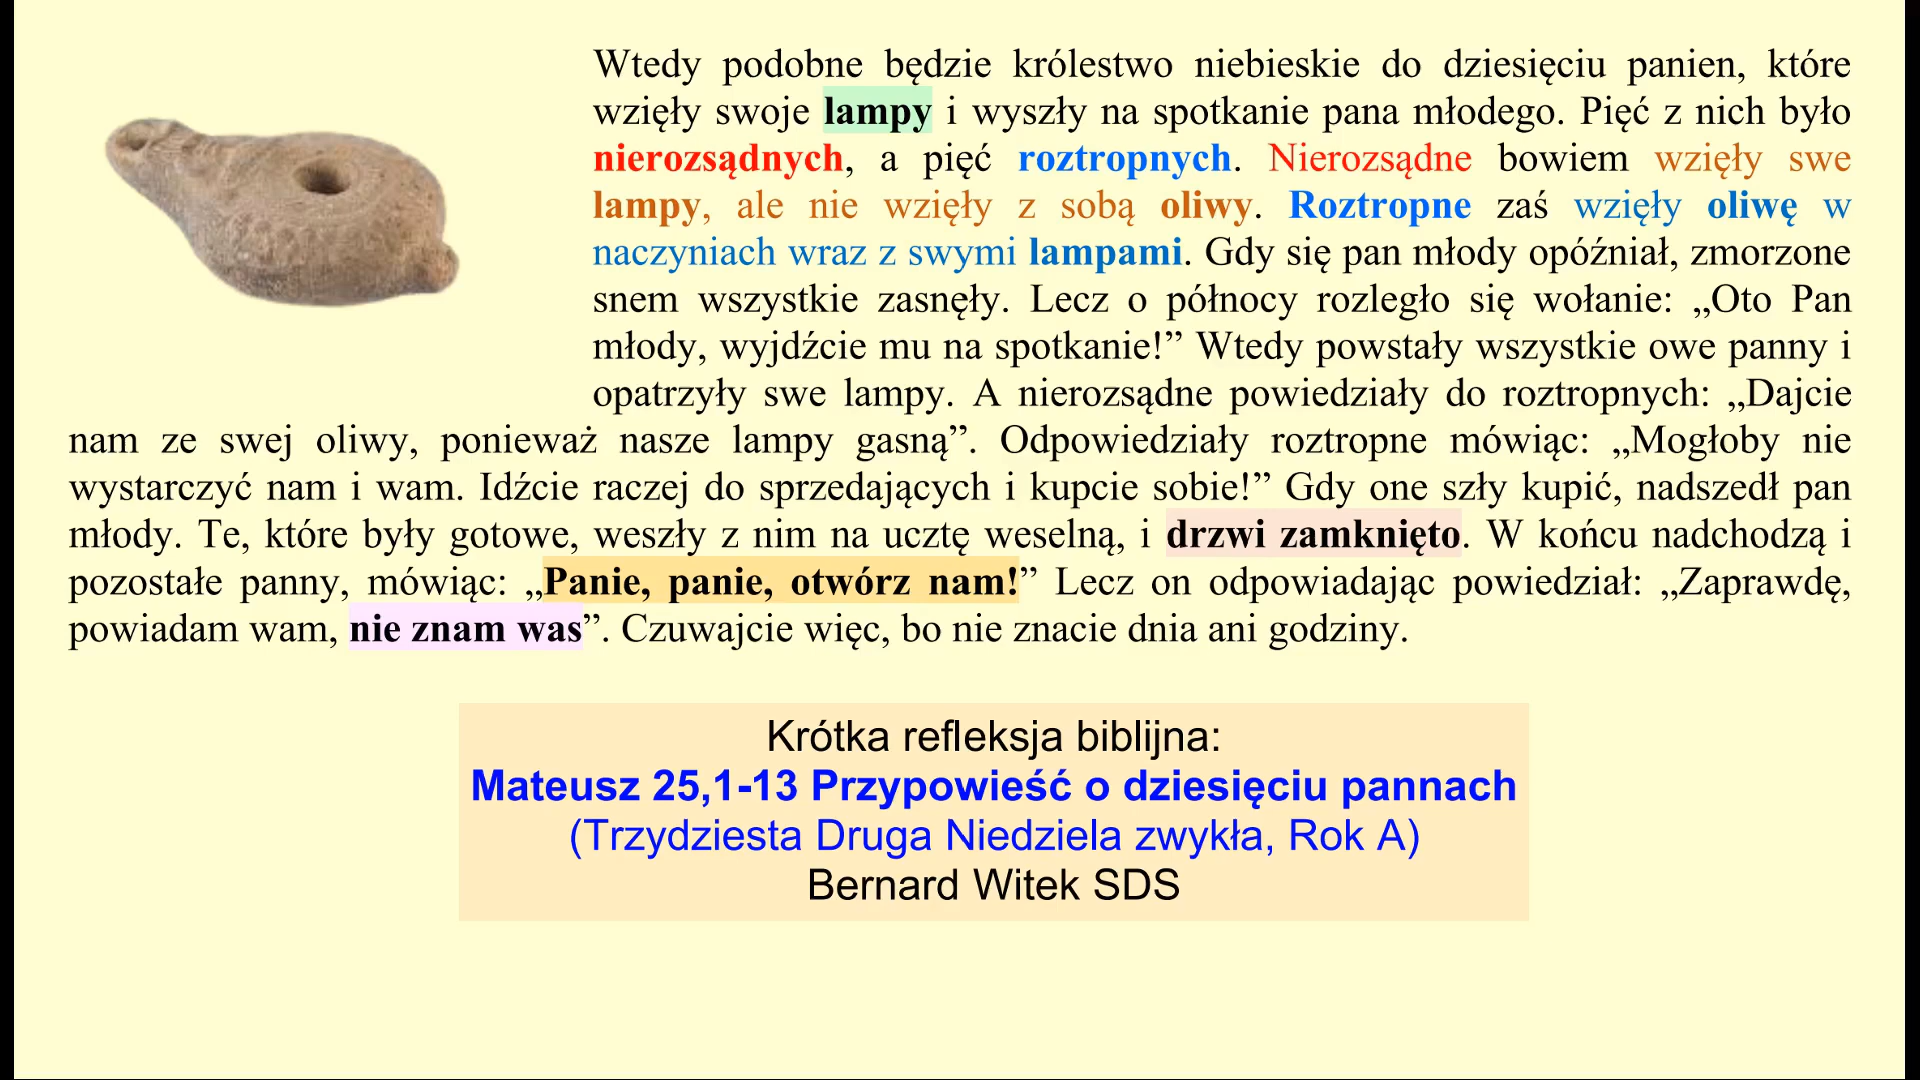 Wtedy podobne będzie królestwo niebieskie do dziesięciu panien, które
wzięły swoje lampy i wyszły na spotkanie pana młodego. Pięć z nich było
nierozsądnych, a pięć roztropnych. Nierozsądne bowiem wzięły swe
lampy, ale nie wzięły z sobą oliwy. Roztropne zaś wzięły oliwę w
naczyniach wraz z swymi lampami. Gdy się pan młody opóźniał, zmorzone
snem wszystkie zasnęły. Lecz o północy rozległo się wołanie: „Oto Pan
młody, wyjdźcie mu na spotkanie!” Wtedy powstały wszystkie owe panny i
opatrzyły swe lampy. A nierozsądne powiedziały do roztropnych: „Dajcie
nam ze swej oliwy, ponieważ nasze lampy gasną”. Odpowiedziały roztropne mówiąc: „Mogłoby nie
wystarczyć nam i wam. Idźcie raczej do sprzedających i kupcie sobie!” Gdy one szły kupić, nadszedł pan
młody. Te, które były gotowe, weszły z nim na ucztę weselną, i drzwi zamknięto. W końcu nadchodzą i
pozostałe panny, mówiąc: „Panie, panie, otwórz nam!” Lecz on odpowiadając powiedział: „Zaprawdę,
powiadam wam, nie znam was”. Czuwajcie więc, bo nie znacie dnia ani godziny.
Krótka refleksja biblijna:
Mateusz 25,1-13 Przypowieść o dziesięciu pannach
(Trzydziesta Druga Niedziela zwykła, Rok A)
Bernard Witek SDS